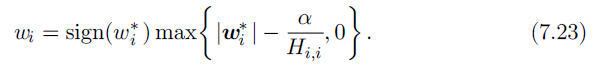 w_i = sign(w_i^*) max{ |w_i^*| − α/H_{i,i}, 0 }. (7.23)